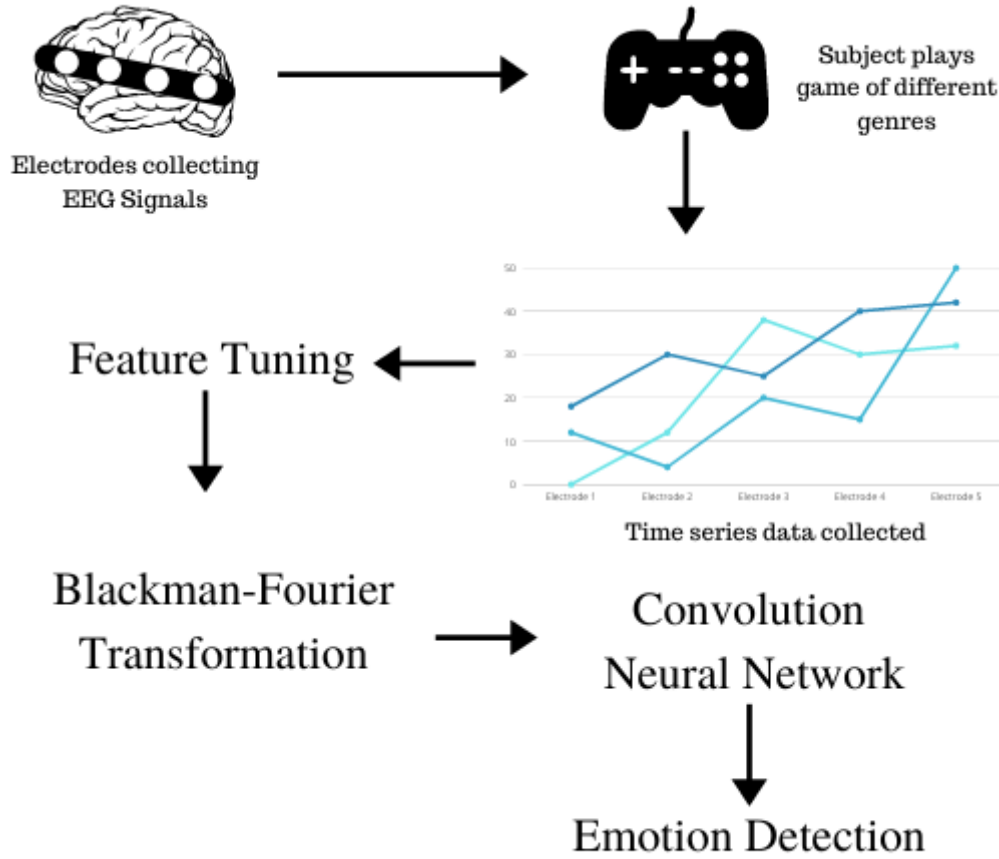 Electrodes collecting
EEG Signals
Subject plays
game of different
genres
50
40
30
20
10
0
Electrode 1
Electrode 2
Electrode 3
Electrode 4
Electrode 5
Time series data collected
Feature Tuning
Blackman-Fourier
Transformation
Convolution
Neural Network
Emotion Detection